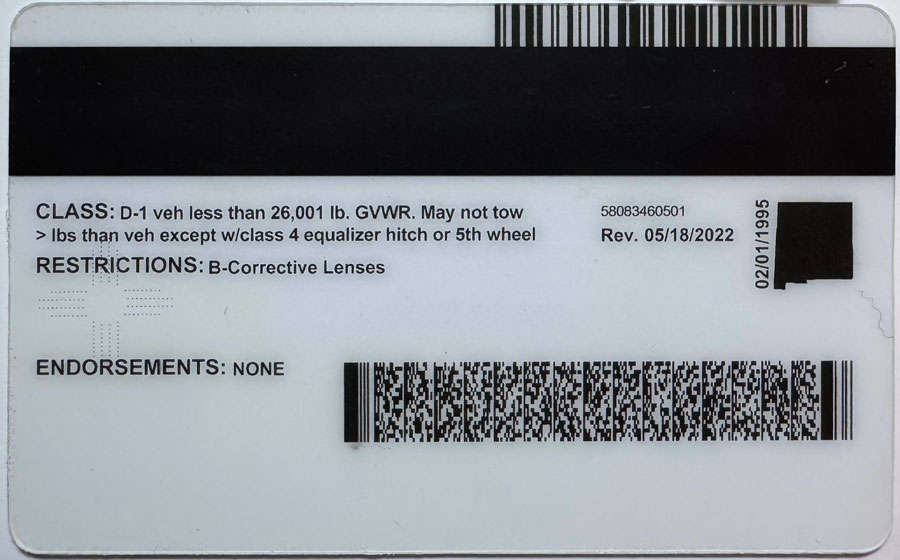 CLASS: D-1 veh less than 26,001 lb. GVWR. May not tow
> lbs than veh except w/class 4 equalizer hitch or 5th wheel
RESTRICTIONS: B-Corrective Lenses
ENDORSEMENTS: NONE
58083460501
Rev. 05/18/2022
02/01/1995